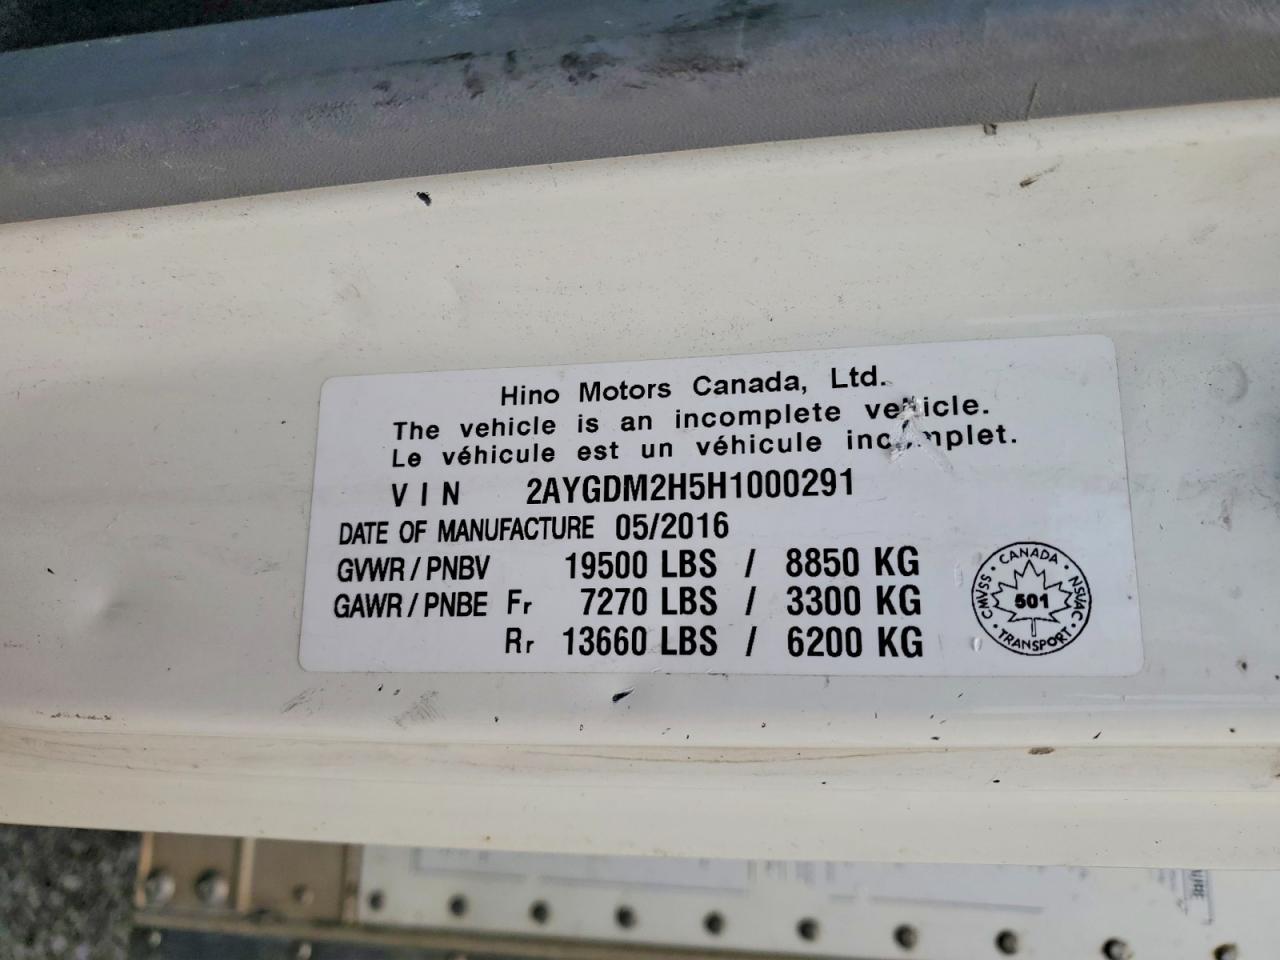 Hino Motors Canada, Ltd.
The vehicle is an incomplete vehicle.
Le véhicule est un véhicule incomplet.
VIN 2AYGDM2H5H1000291
DATE OF MANUFACTURE 05/2016
GVWR/PNBV 19500 LBS / 8850 KG
GAWR/PNBE Fr 7270 LBS / 3300 KG
Rr 13660 LBS / 6200 KG
CANADA
CMVSS
501
NSVAC
TRANSPORT